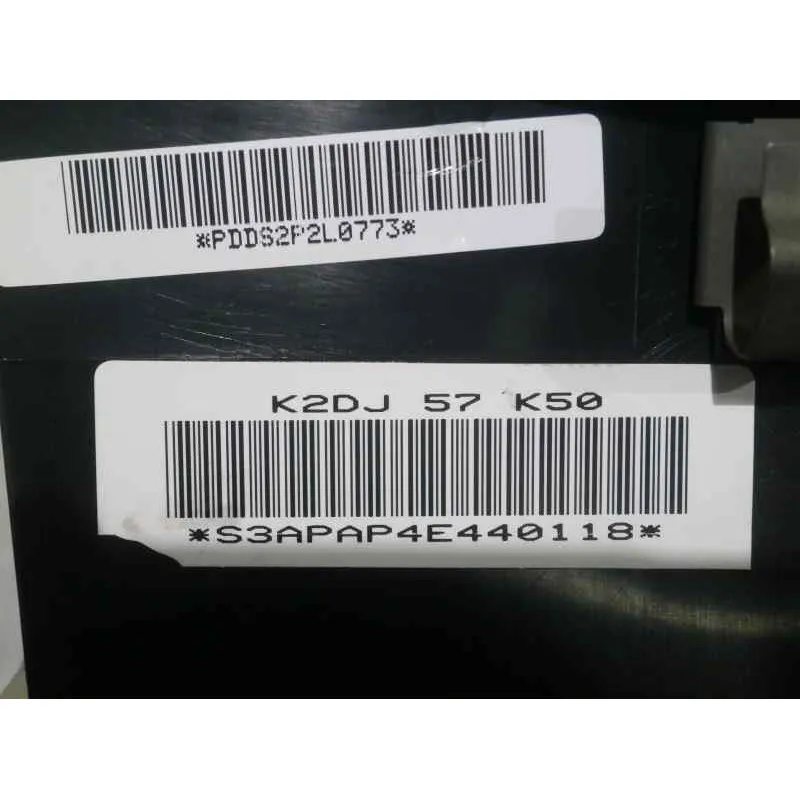 *PDDS2P2L0773*
K2DJ 57 K50
*S3APAP4E440118*